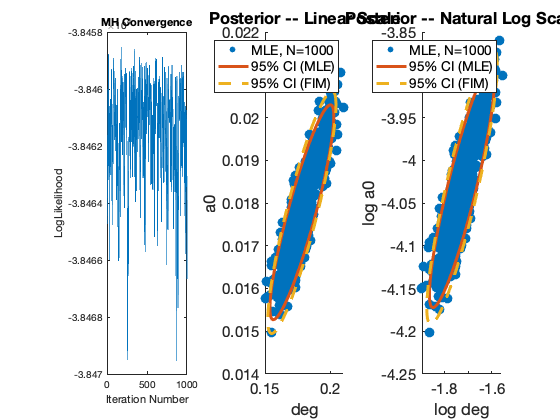 MH Convergence
-3.8458
-3.846
-3.8462
-3.8464
-3.8466
-3.8468
-3.847
LogLikelihood
0 500 1000
Iteration Number
Posterior -- Linear Scale
0.022
0.02
0.019
0.018
0.017
0.016
0.015
0.014
a0
MLE, N=1000
95% CI (MLE)
95% CI (FIM)
0.15 0.2
deg
Posterior -- Natural Log Scale
-3.85
-3.95
-4
-4.05
-4.1
-4.15
-4.2
-4.25
log a0
MLE, N=1000
95% CI (MLE)
95% CI (FIM)
-1.8 -1.6
log deg